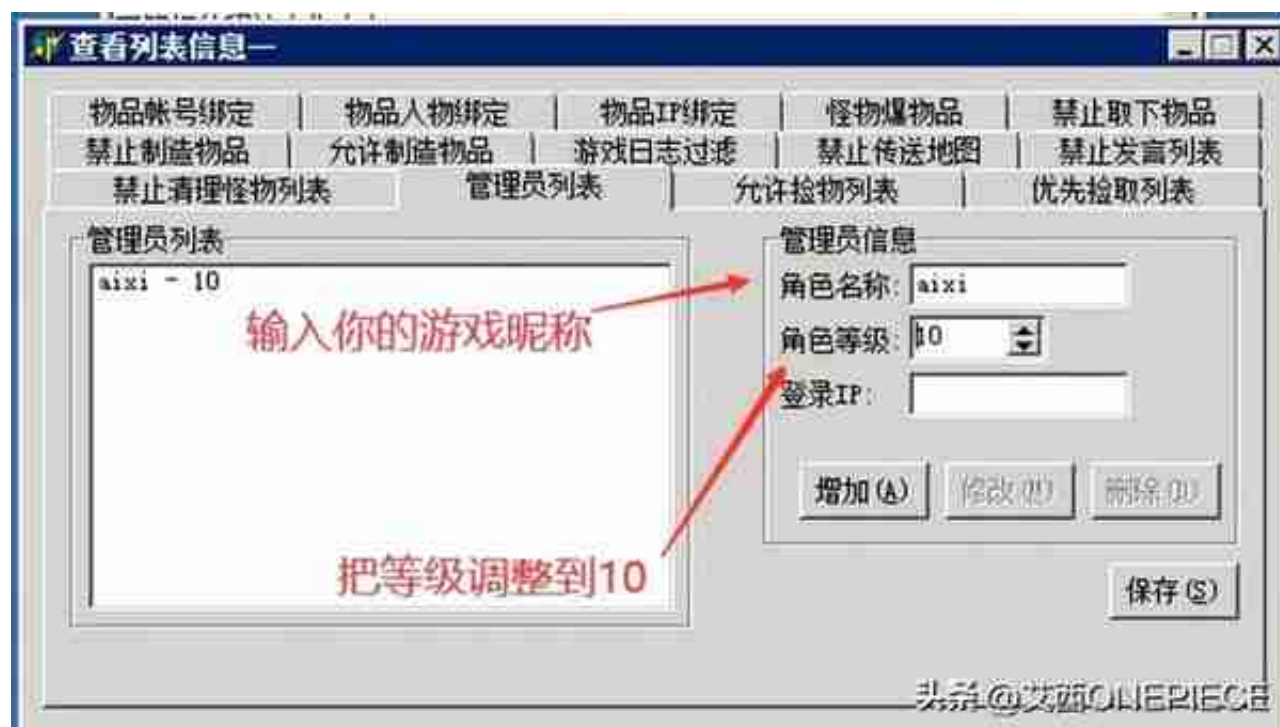 查看列表信息一
物品帐号绑定 物品人物绑定 物品IP绑定 怪物爆物品 禁止取下物品
禁止制造物品 允许制造物品 游戏日志过滤 禁止传送地图 禁止发言列表
禁止清理怪物列表 管理员列表 允许捡物列表 优先捡取列表
管理员列表
aixi - 10
输入你的游戏昵称
把等级调整到10
管理员信息
角色名称: aixi
角色等级: 10
登录IP:
增加(A) 修改(M) 删除(D)
保存(S)
头条@艾西ONEPIECE